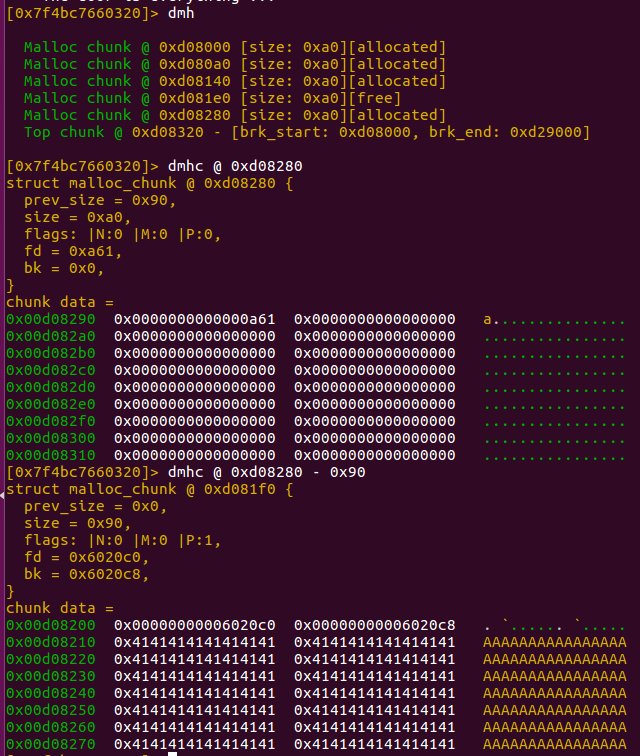 [0x7f4bc7660320]> dmh
Malloc chunk @ 0xd08000 [size: 0xa0][allocated]
Malloc chunk @ 0xd080a0 [size: 0xa0][allocated]
Malloc chunk @ 0xd08140 [size: 0xa0][allocated]
Malloc chunk @ 0xd081e0 [size: 0xa0][free]
Malloc chunk @ 0xd08280 [size: 0xa0][allocated]
Top chunk @ 0xd08320 - [brk_start: 0xd08000, brk_end: 0xd29000]
[0x7f4bc7660320]> dmhc @ 0xd08280
struct malloc_chunk @ 0xd08280 {
prev_size = 0x90,
size = 0xa0,
flags: |N:0 |M:0 |P:0,
fd = 0xa61,
bk = 0x0,
}
chunk data =
0x00d08290 0x0000000000000a61 0x0000000000000000 a...............
0x00d082a0 0x0000000000000000 0x0000000000000000 ................
0x00d082b0 0x0000000000000000 0x0000000000000000 ................
0x00d082c0 0x0000000000000000 0x0000000000000000 ................
0x00d082d0 0x0000000000000000 0x0000000000000000 ................
0x00d082e0 0x0000000000000000 0x0000000000000000 ................
0x00d082f0 0x0000000000000000 0x0000000000000000 ................
0x00d08300 0x0000000000000000 0x0000000000000000 ................
0x00d08310 0x0000000000000000 0x0000000000000000 ................
[0x7f4bc7660320]> dmhc @ 0xd08280 - 0x90
struct malloc_chunk @ 0xd081f0 {
prev_size = 0x0,
size = 0x90,
flags: |N:0 |M:0 |P:1,
fd = 0x6020c0,
bk = 0x6020c8,
}
chunk data =
0x00d08200 0x00000000006020c0 0x00000000006020c8 . `...... `.....
0x00d08210 0x4141414141414141 0x4141414141414141 AAAAAAAAAAAAAAAA
0x00d08220 0x4141414141414141 0x4141414141414141 AAAAAAAAAAAAAAAA
0x00d08230 0x4141414141414141 0x4141414141414141 AAAAAAAAAAAAAAAA
0x00d08240 0x4141414141414141 0x4141414141414141 AAAAAAAAAAAAAAAA
0x00d08250 0x4141414141414141 0x4141414141414141 AAAAAAAAAAAAAAAA
0x00d08260 0x4141414141414141 0x4141414141414141 AAAAAAAAAAAAAAAA
0x00d08270 0x4141414141414141 0x4141414141414141 AAAAAAAAAAAAAAAA